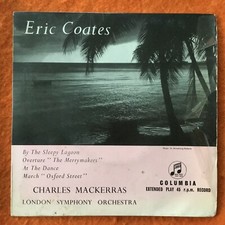 Eric Coates
By The Sleepy Lagoon
Overture "The Merrymakers"
At The Dance
March "Oxford Street"
CHARLES MACKERRAS
LONDON SYMPHONY ORCHESTRA
COLUMBIA
EXTENDED PLAY 45 r.p.m. RECORD